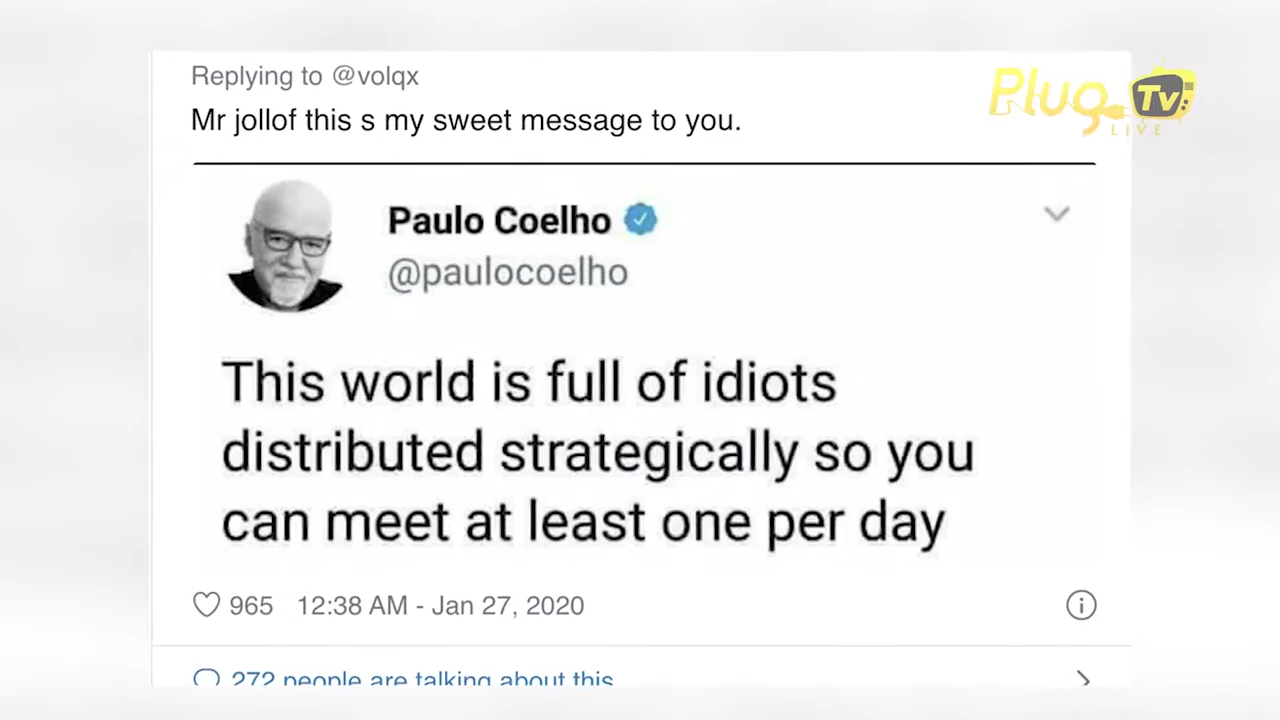 Replying to @volqx
Mr jollof this s my sweet message to you.
Plug Tv
LIVE
Paulo Coelho
@paulocoelho
This world is full of idiots
distributed strategically so you
can meet at least one per day
965 12:38 AM - Jan 27, 2020
272 people are talking about this